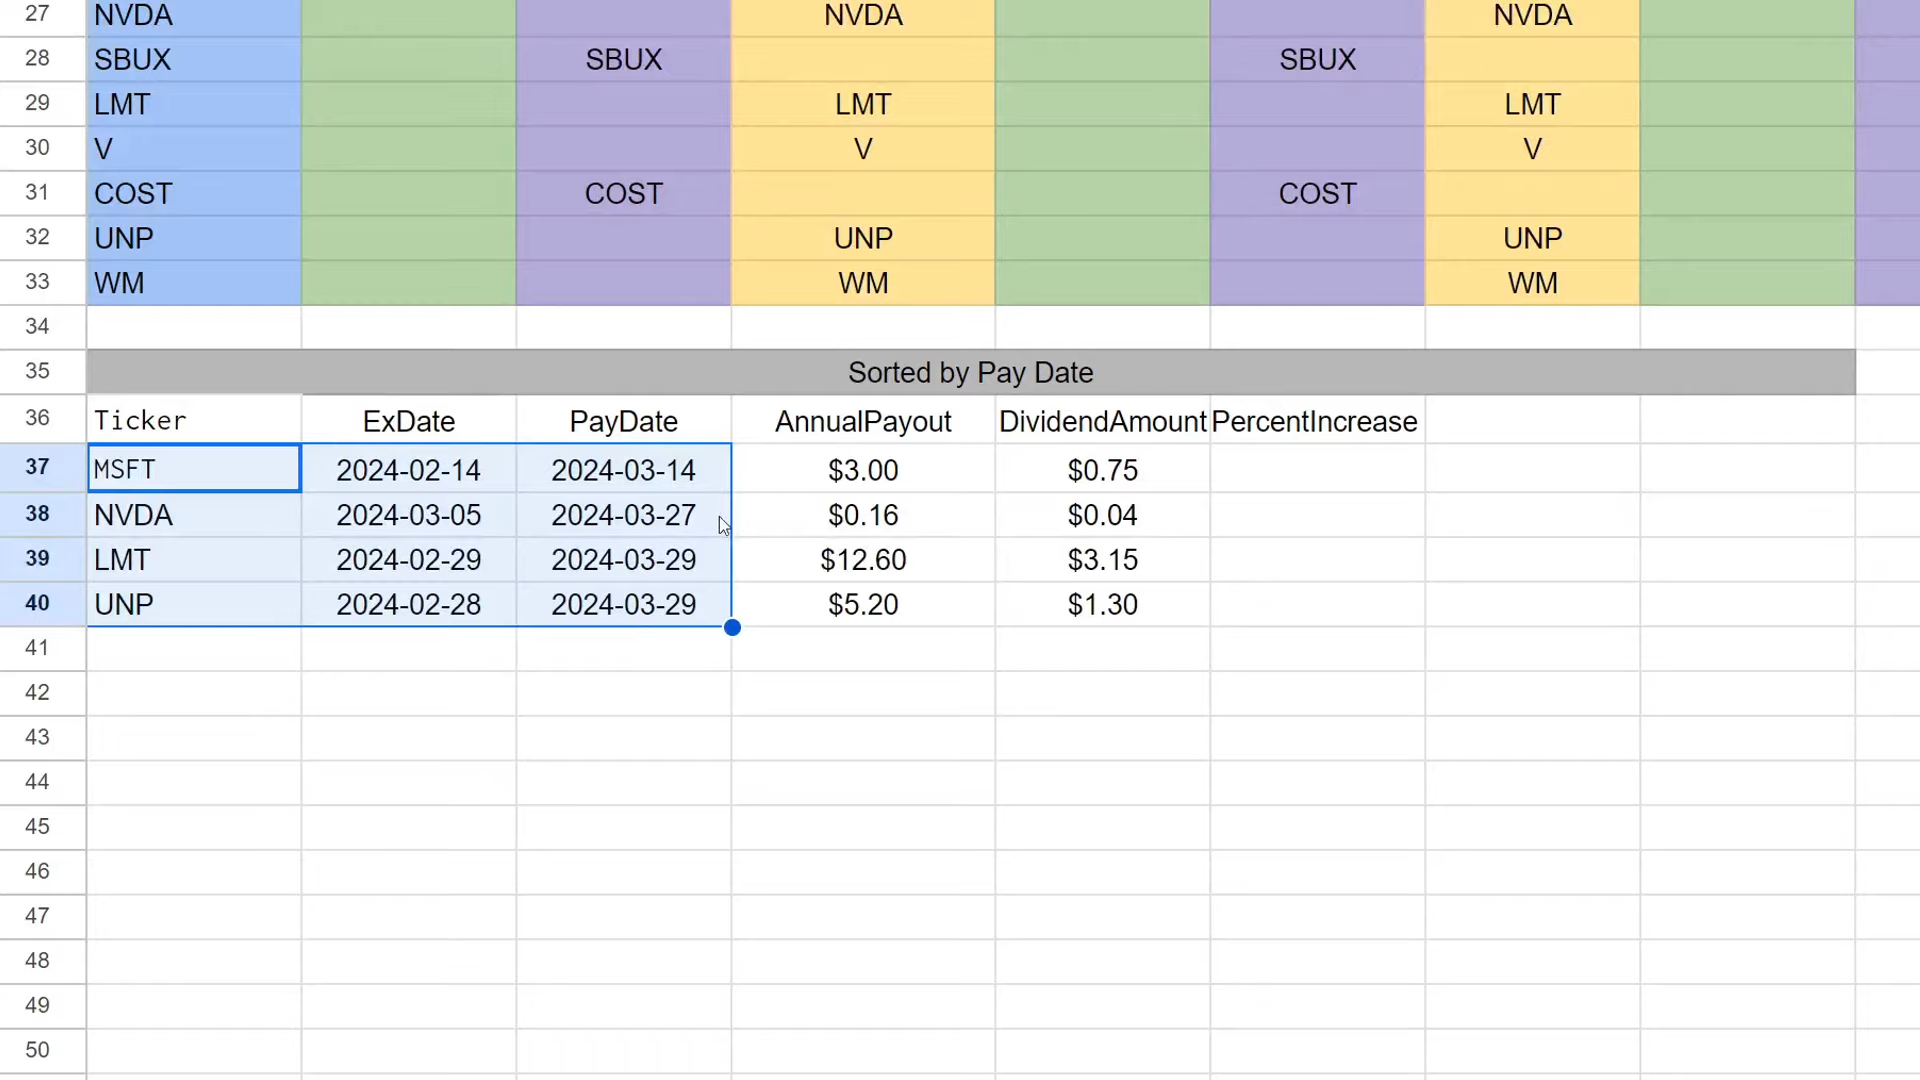 27 NVDA NVDA NVDA
28 SBUX SBUX SBUX
29 LMT LMT LMT
30 V V V
31 COST COST COST
32 UNP UNP UNP
33 WM WM WM
34
35 Sorted by Pay Date
36 Ticker ExDate PayDate AnnualPayout DividendAmount PercentIncrease
37 MSFT 2024-02-14 2024-03-14 $3.00 $0.75
38 NVDA 2024-03-05 2024-03-27 $0.16 $0.04
39 LMT 2024-02-29 2024-03-29 $12.60 $3.15
40 UNP 2024-02-28 2024-03-29 $5.20 $1.30
41
42
43
44
45
46
47
48
49
50